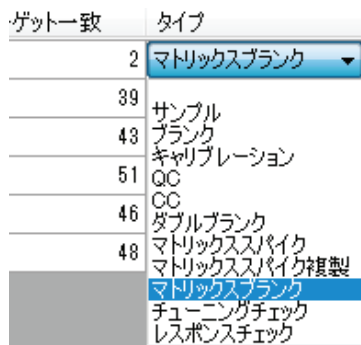 ゲット一致 タイプ
2 マトリックスブランク
39
サンプル
43 ブランク
キャリブレーション
51 QC
CC
46 ダブルブランク
マトリックススパイク
48 マトリックススパイク複製
マトリックスブランク
チューニングチェック
レスポンスチェック